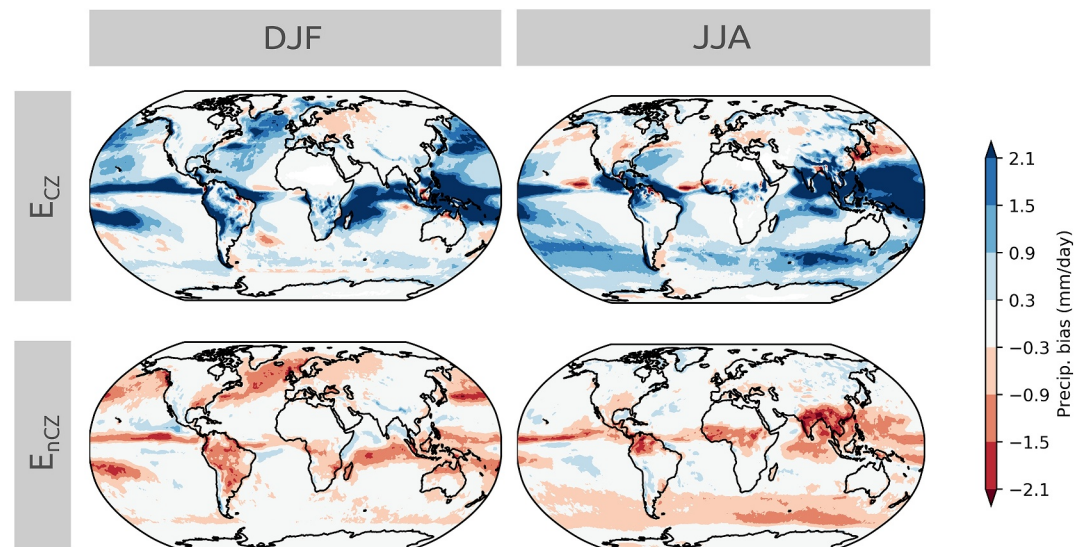 DJF
JJA
E_CZ
E_nCZ
2.1
1.5
0.9
0.3
−0.3
−0.9
−1.5
−2.1
Precip. bias (mm/day)